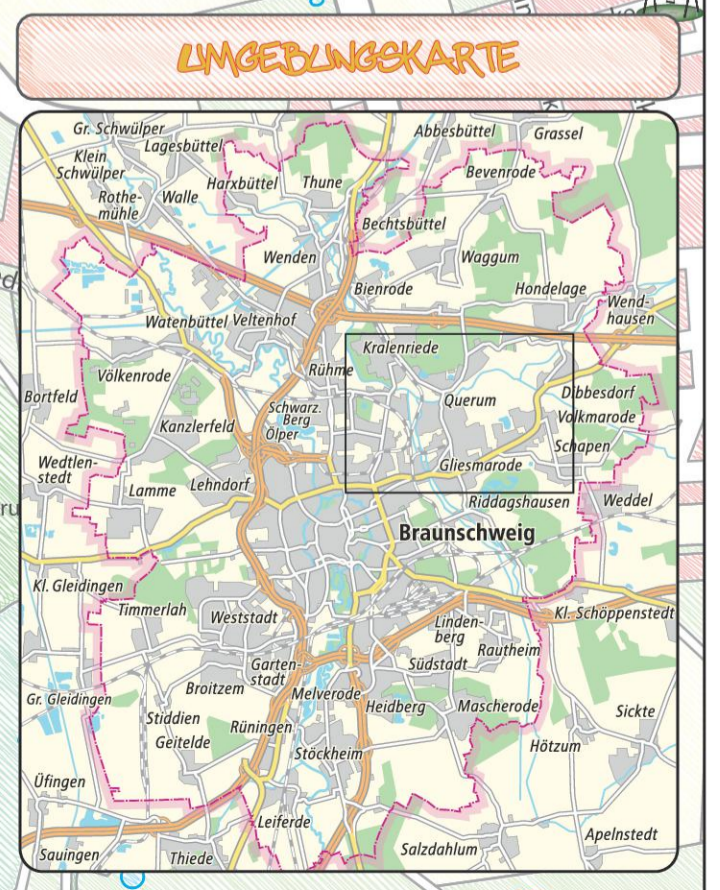 UMGEBUNGSKARTE
Gr. Schwülper
Lagesbüttel
Abbesbüttel
Grassel
Klein
Schwülper
Rothe-
mühle
Walle
Harxbüttel
Thune
Bevenrode
Bechtsbüttel
Wenden
Waggum
Bienrode
Hondelage
Wend-
hausen
Watenbüttel
Veltenhof
Kralenriede
Rühme
Völkenrode
Bortfeld
Querum
Dibbesdorf
Schwarz.
Berg
Volkmarode
Kanzlerfeld
Ölper
Schapen
Wedtlen-
stedt
Gliesmarode
Lamme
Lehndorf
Riddagshausen
Weddel
Braunschweig
Kl. Gleidingen
Timmerlah
Weststadt
Kl. Schöppenstedt
Linden-
berg
Rautheim
Garten-
stadt
Südstadt
Broitzem
Melverode
Gr. Gleidingen
Heidberg
Mascherode
Stiddien
Sickte
Rüningen
Geitelde
Hötzum
Stöckheim
Üfingen
Leiferde
Apelnstedt
Sauingen
Thiede
Salzdahlum